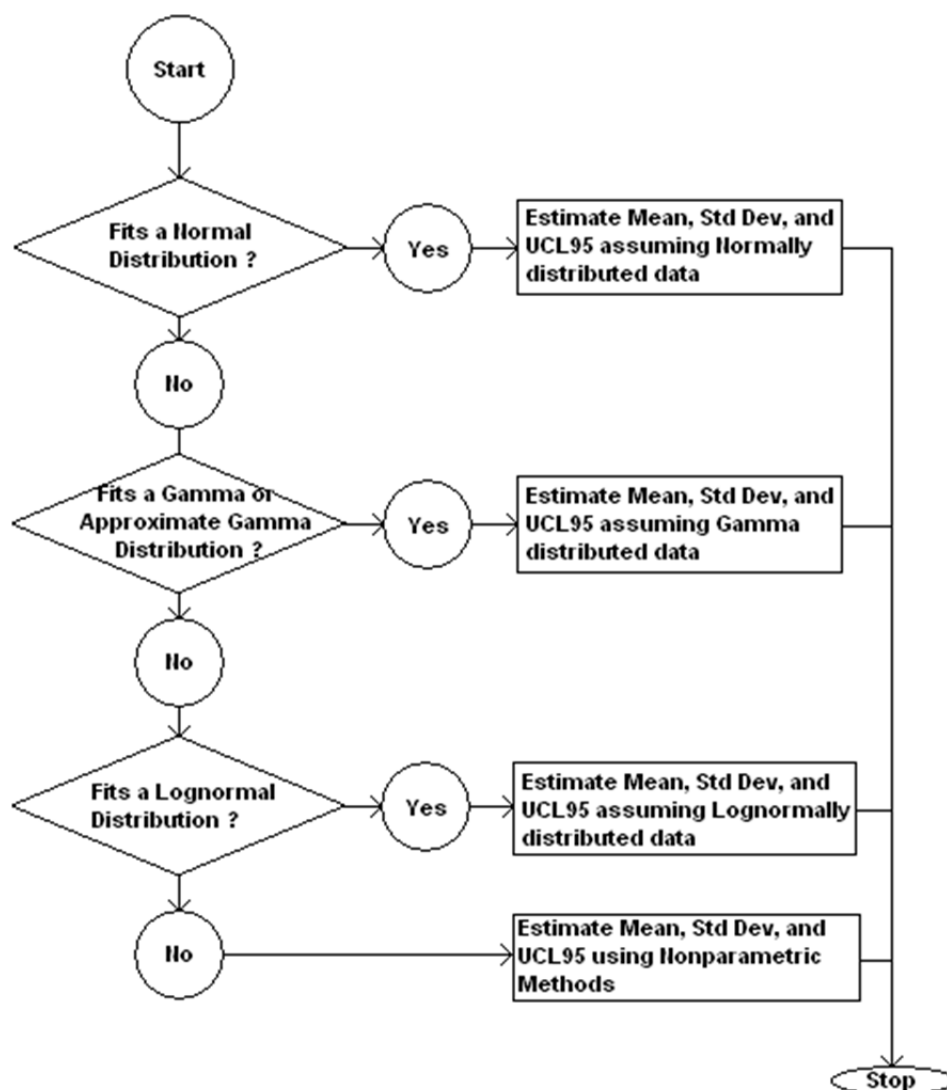 Start
Fits a Normal
Distribution ?
Yes
Estimate Mean, Std Dev, and
UCL95 assuming Normally
distributed data
No
Fits a Gamma or
Approximate Gamma
Distribution ?
Yes
Estimate Mean, Std Dev, and
UCL95 assuming Gamma
distributed data
No
Fits a Lognormal
Distribution ?
Yes
Estimate Mean, Std Dev, and
UCL95 assuming Lognormally
distributed data
No
Estimate Mean, Std Dev, and
UCL95 using Nonparametric
Methods
Stop